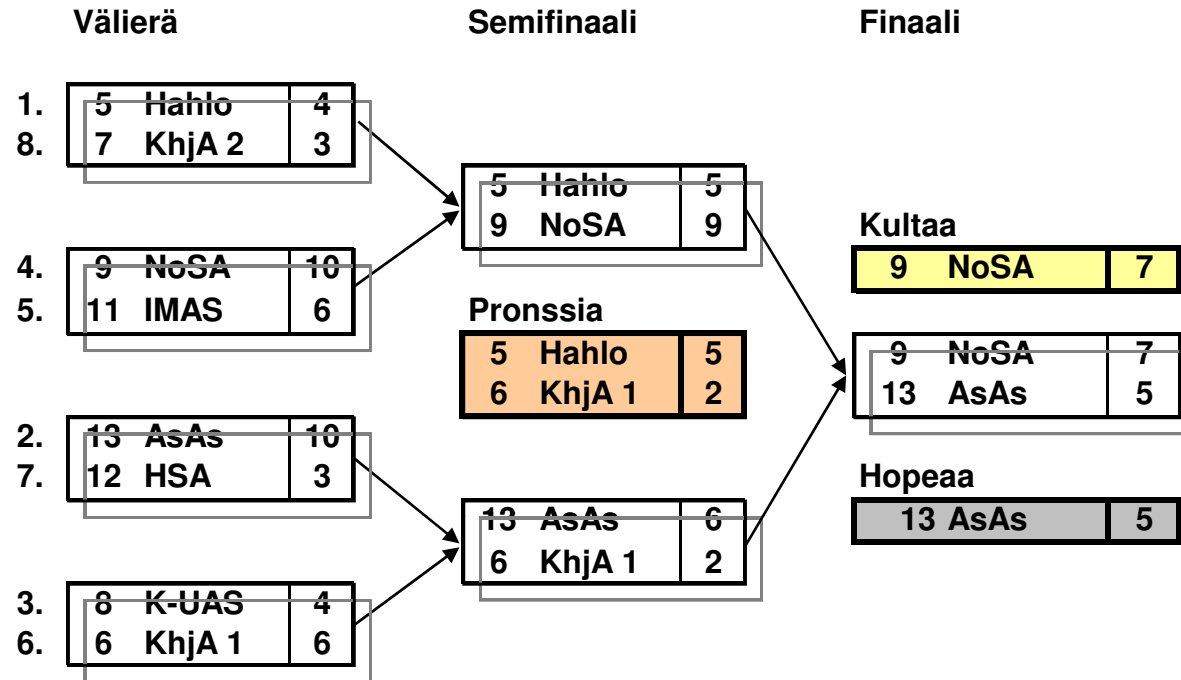 Välierä Semifinaali Finaali
1. 5 Hahlo 4
8. 7 KhjA 2 3
4. 9 NoSA 10
5. 11 IMAS 6
2. 13 AsAs 10
7. 12 HSA 3
3. 8 K-UAS 4
6. 6 KhjA 1 6
5 Hahlo 5
9 NoSA 9
Pronssia
5 Hahlo 5
6 KhjA 1 2
13 AsAs 6
6 KhjA 1 2
Kultaa
9 NoSA 7
9 NoSA 7
13 AsAs 5
Hopeaa
13 AsAs 5